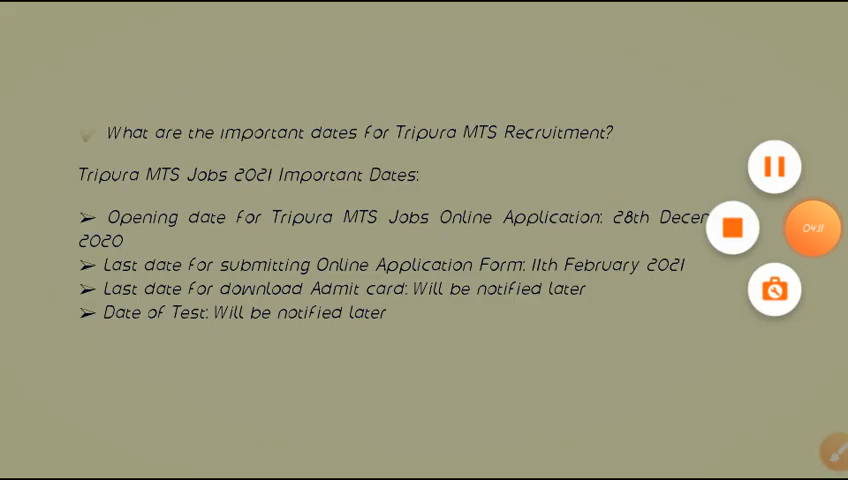 What are the important dates for Tripura MTS Recruitment?
Tripura MTS Jobs 2021 Important Dates:
➢ Opening date for Tripura MTS Jobs Online Application: 28th Decem
2020
➢ Last date for submitting Online Application Form: 11th February 2021
➢ Last date for download Admit card: Will be notified later
➢ Date of Test: Will be notified later
04:11